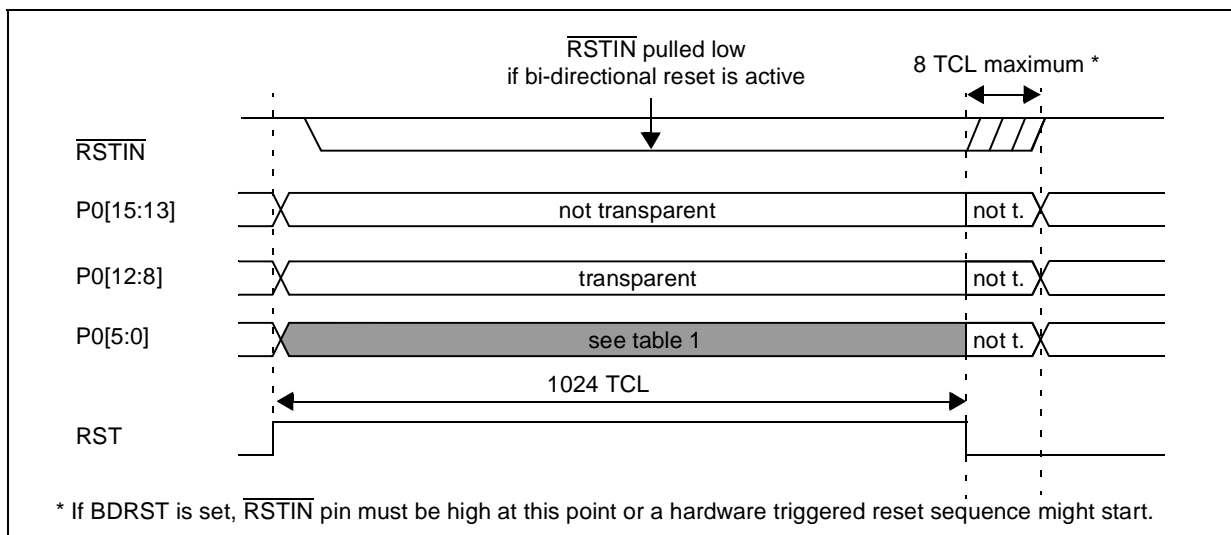 RSTIN pulled low
if bi-directional reset is active
8 TCL maximum *
RSTIN
P0[15:13]
not transparent
not t.
P0[12:8]
transparent
not t.
P0[5:0]
see table 1
not t.
1024 TCL
RST
* If BDRST is set, RSTIN pin must be high at this point or a hardware triggered reset sequence might start.